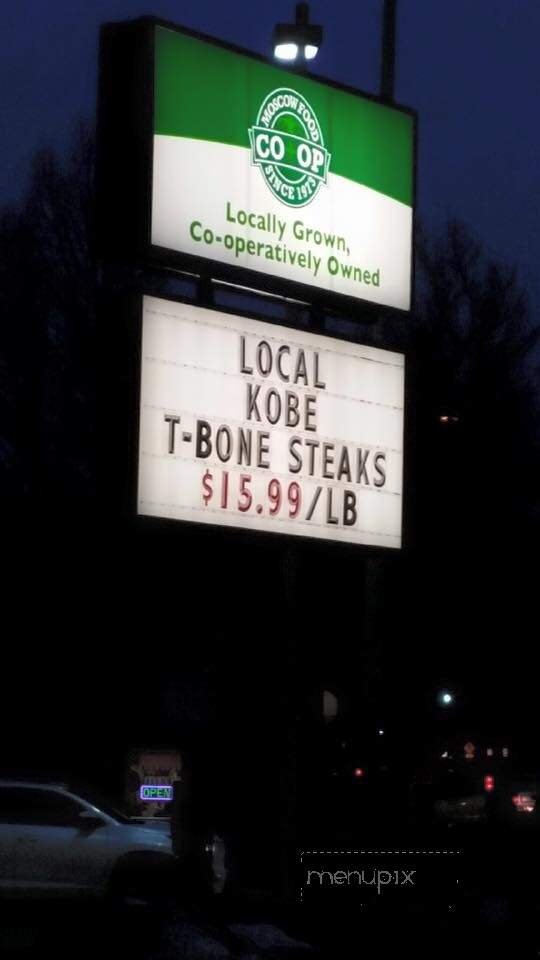 MOSCOW FOOD
CO OP
SINCE 1973
Locally Grown,
Co-operatively Owned
LOCAL
KOBE
T-BONE STEAKS
$15.99/LB
OPEN
menupix